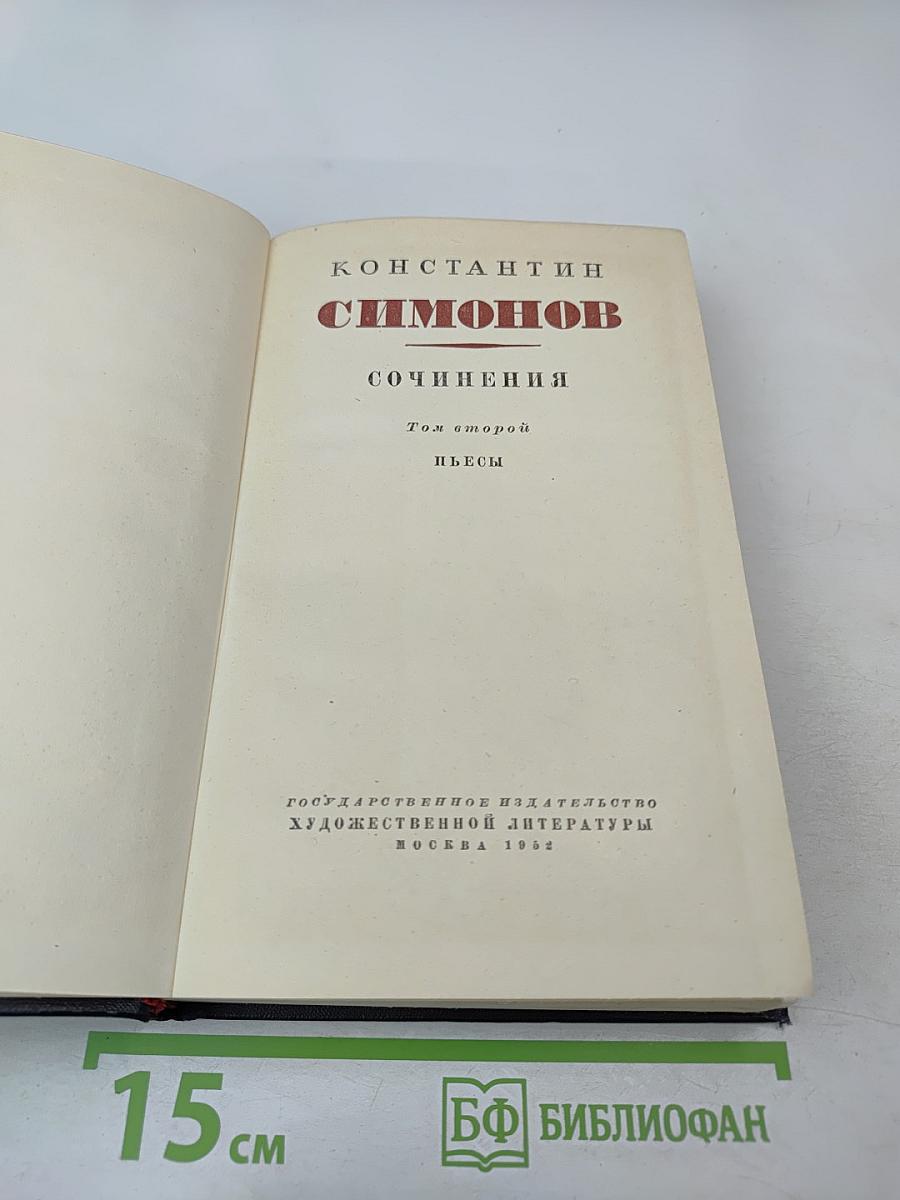 КОНСТАНТИН
СИМОНОВ
СОЧИНЕНИЯ
Том второй
ПЬЕСЫ
ГОСУДАРСТВЕННОЕ ИЗДАТЕЛЬСТВО
ХУДОЖЕСТВЕННОЙ ЛИТЕРАТУРЫ
МОСКВА 1952
15 см
БФ БИБЛИОФАН